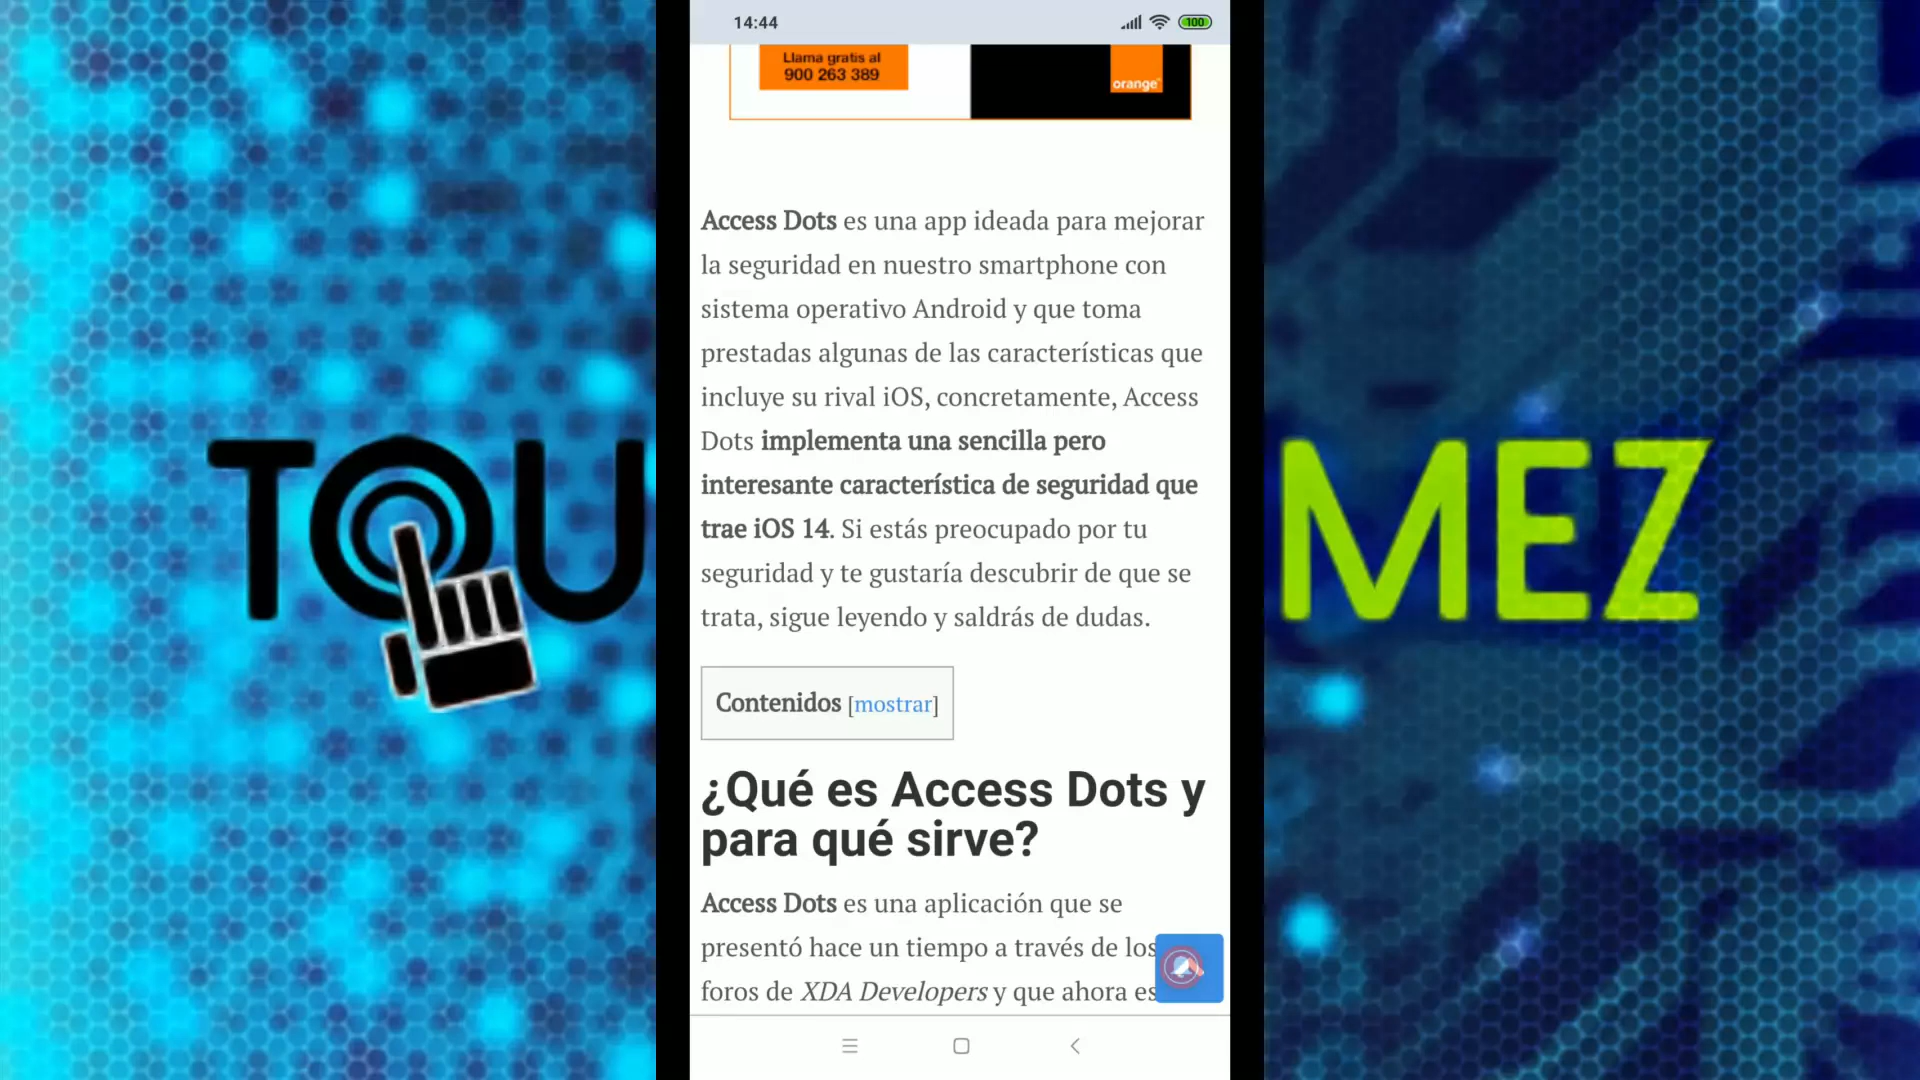 14:44
100
Llama gratis al
900 263 389
orange
Access Dots es una app ideada para mejorar
la seguridad en nuestro smartphone con
sistema operativo Android y que toma
prestadas algunas de las características que
incluye su rival iOS, concretamente, Access
Dots implementa una sencilla pero
interesante característica de seguridad que
trae iOS 14. Si estás preocupado por tu
seguridad y te gustaría descubrir de que se
trata, sigue leyendo y saldrás de dudas.
Contenidos [mostrar]
¿Qué es Access Dots y
para qué sirve?
Access Dots es una aplicación que se
presentó hace un tiempo a través de los
foros de XDA Developers y que ahora es
TOU
MEZ